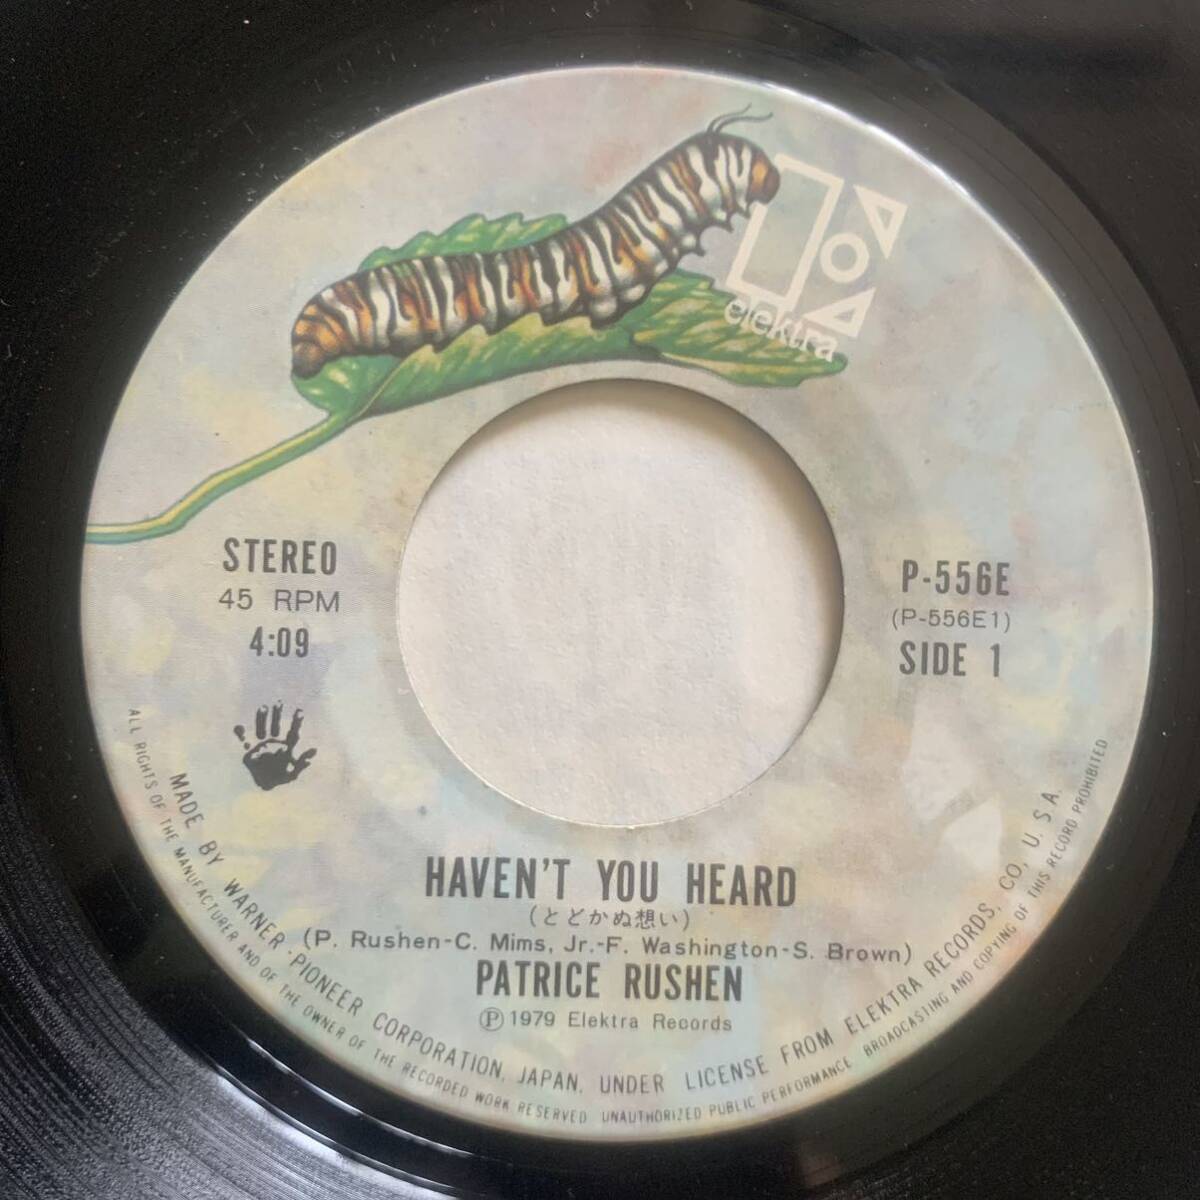 elektra
STEREO
45 RPM
4:09
P-556E
(P-556E1)
SIDE 1
HAVEN'T YOU HEARD
(とどかぬ想い)
(P. Rushen-C. Mims, Jr.-F. Washington-S. Brown)
PATRICE RUSHEN
Ⓟ 1979 Elektra Records
MADE BY WARNER-PIONEER CORPORATION, JAPAN, UNDER LICENSE FROM ELEKTRA RECORDS, CO, U. S. A.
ALL RIGHTS OF THE MANUFACTURER AND OF THE OWNER OF THE RECORDED WORK RESERVED UNAUTHORIZED PUBLIC PERFORMANCE BROADCASTING AND COPYING OF THIS RECORD PROHIBITED